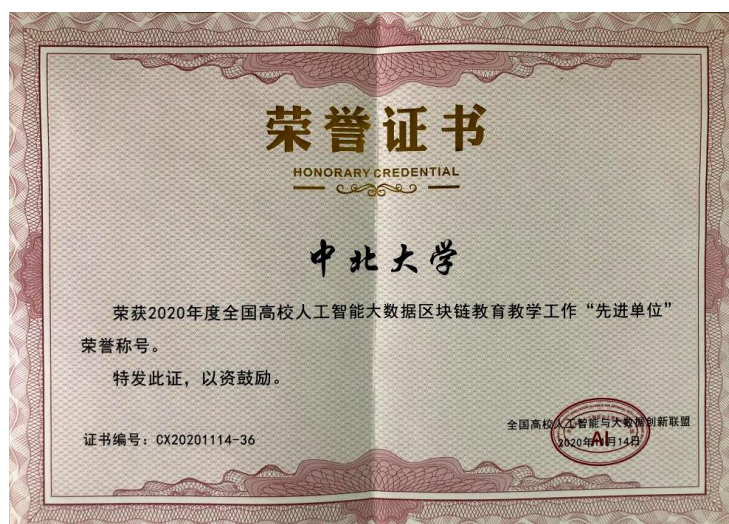 荣誉证书
HONORARY CREDENTIAL
中北大学
荣获2020年度全国高校人工智能大数据区块链教育教学工作“先进单位”
荣誉称号。
特发此证，以资鼓励。
证书编号：CX20201114-36
全国高校人工智能与大数据创新联盟
2020年11月14日
AI